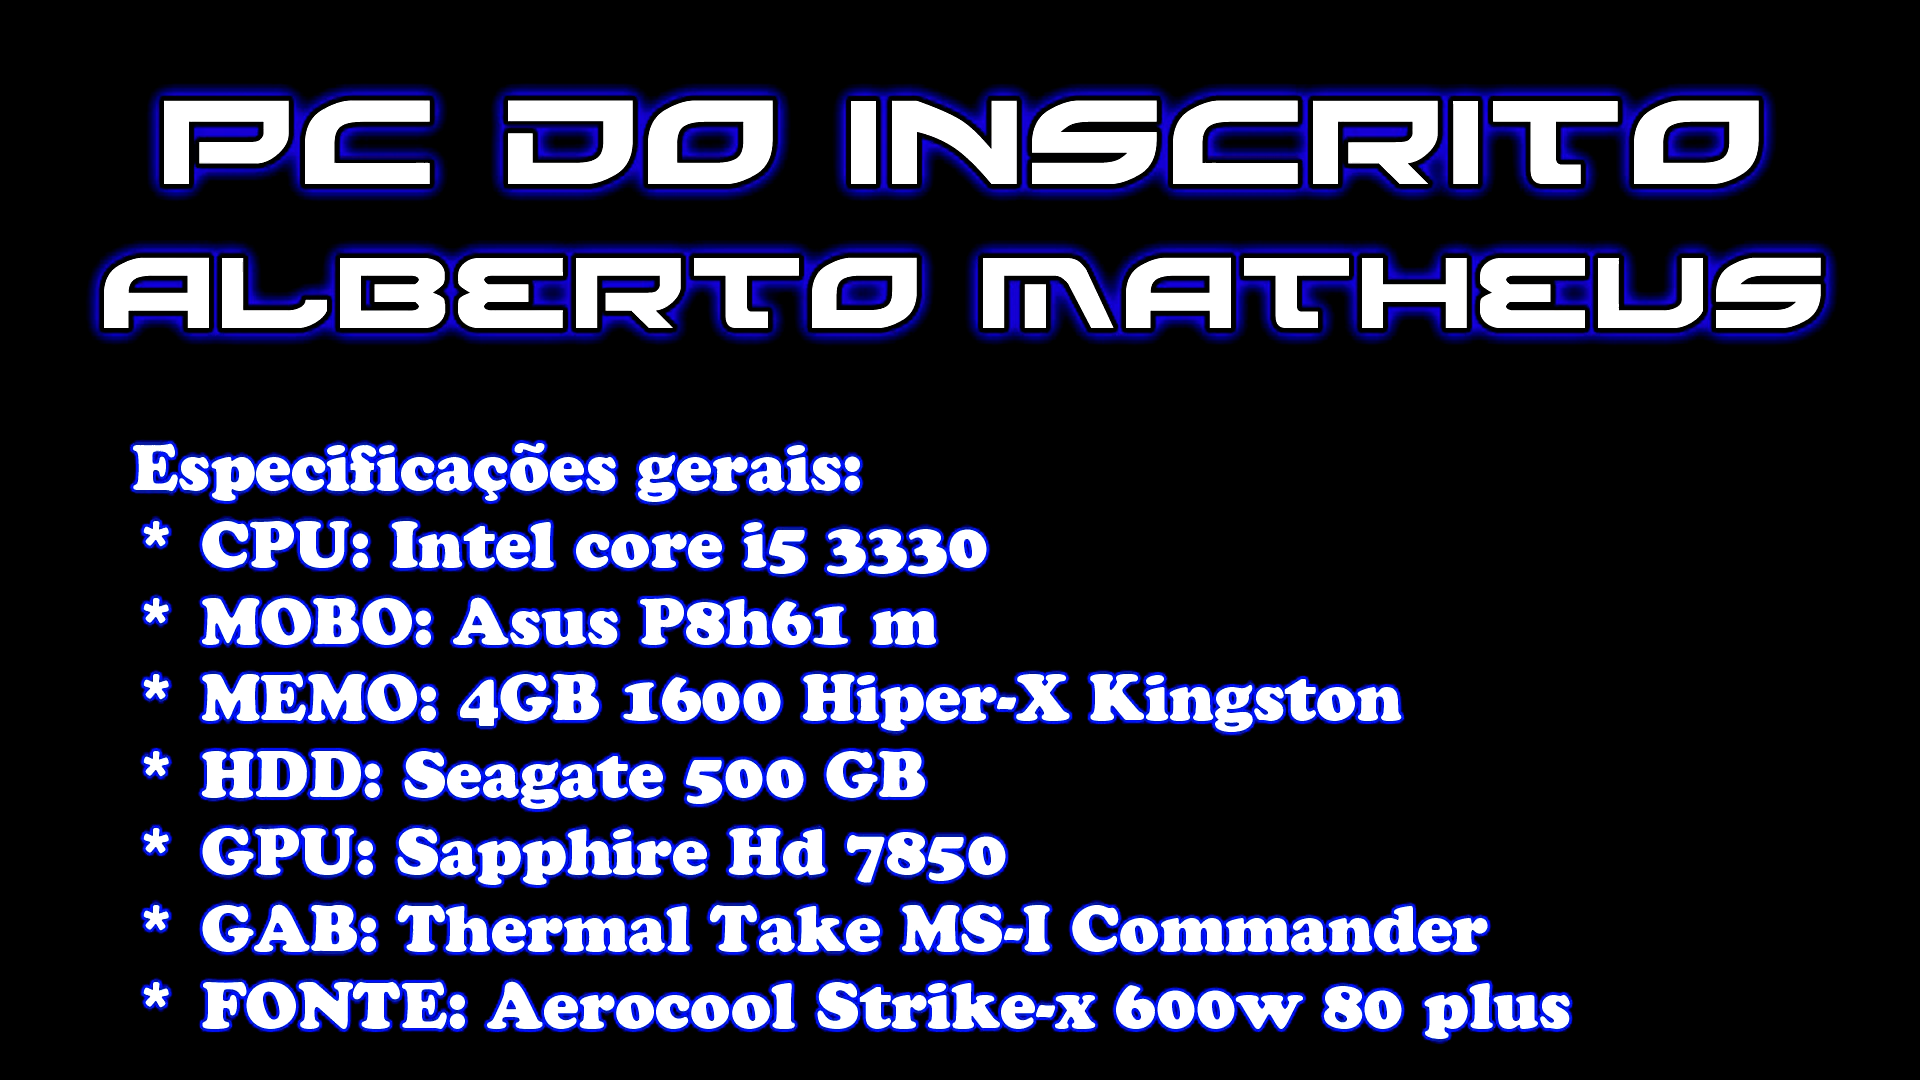 PC DO INSCRITO
ALBERTO MATHEUS
Especificações gerais:
* CPU: Intel core i5 3330
* MOBO: Asus P8h61 m
* MEMO: 4GB 1600 Hiper-X Kingston
* HDD: Seagate 500 GB
* GPU: Sapphire Hd 7850
* GAB: Thermal Take MS-I Commander
* FONTE: Aerocool Strike-x 600w 80 plus